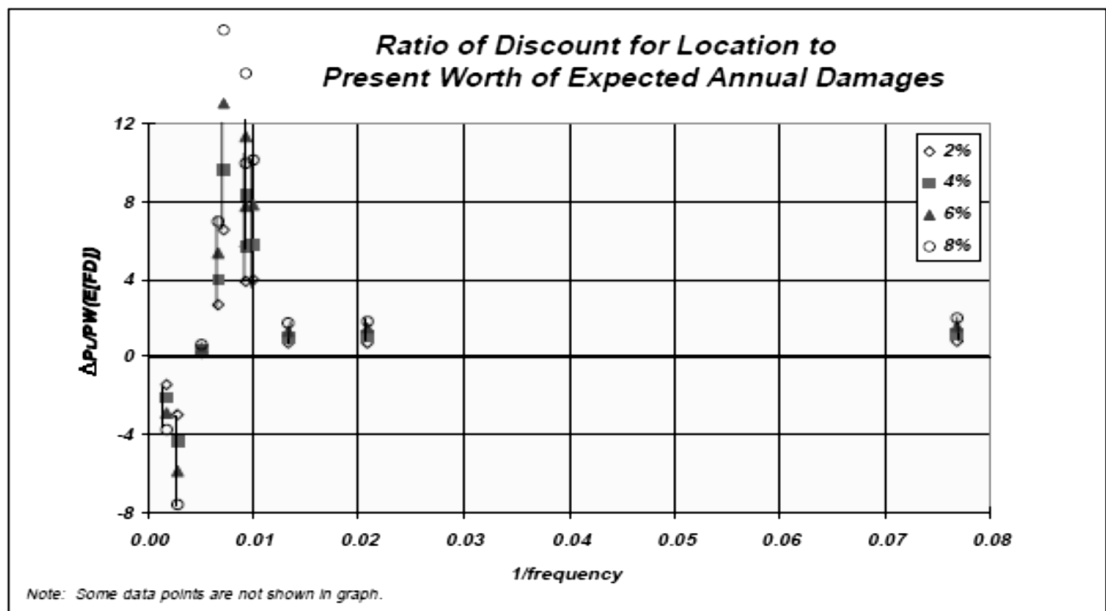 Ratio of Discount for Location to
Present Worth of Expected Annual Damages
12
8
4
0
-4
-8
ΔPL/PW(E[FD])
2%
4%
6%
8%
0.00 0.01 0.02 0.03 0.04 0.05 0.06 0.07 0.08
1/frequency
Note: Some data points are not shown in graph.